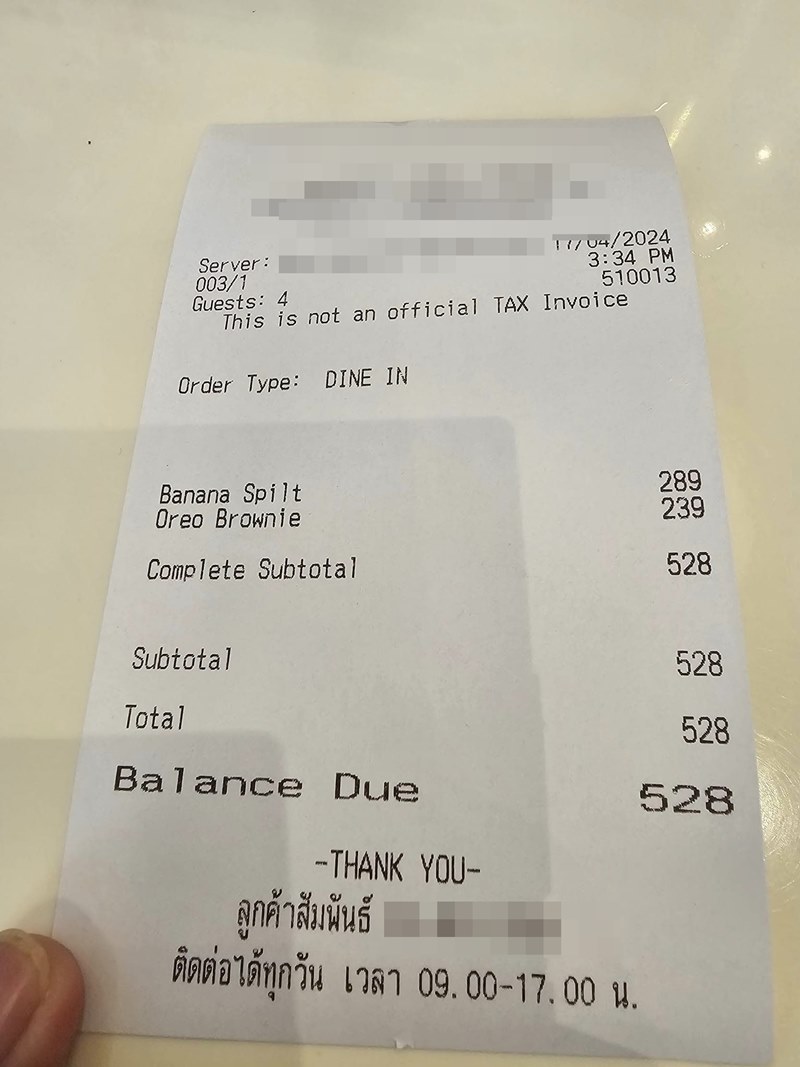 17/04/2024
Server:
3:34 PM
003/1
510013
Guests: 4
This is not an official TAX Invoice
Order Type: DINE IN
Banana Spilt 289
Oreo Brownie 239
Complete Subtotal 528
Subtotal 528
Total 528
Balance Due 528
-THANK YOU-
ลูกค้าสัมพันธ์
ติดต่อได้ทุกวัน เวลา 09.00-17.00 น.